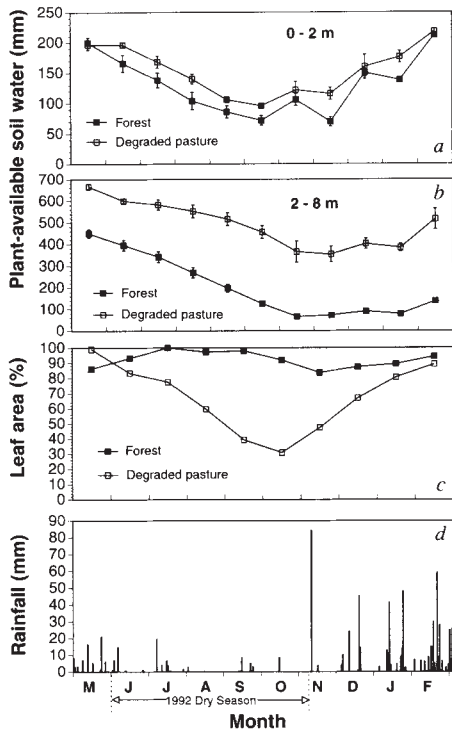 Plant-available soil water (mm)
250
200
150
100
50
0
0 - 2 m
Forest
Degraded pasture
a
700
600
500
400
300
200
100
0
b
2 - 8 m
Forest
Degraded pasture
Leaf area (%)
100
90
80
70
60
50
40
30
20
10
0
Forest
Degraded pasture
c
Rainfall (mm)
90
80
70
60
50
40
30
20
10
0
d
M J J A S O N D J F
1992 Dry Season
Month